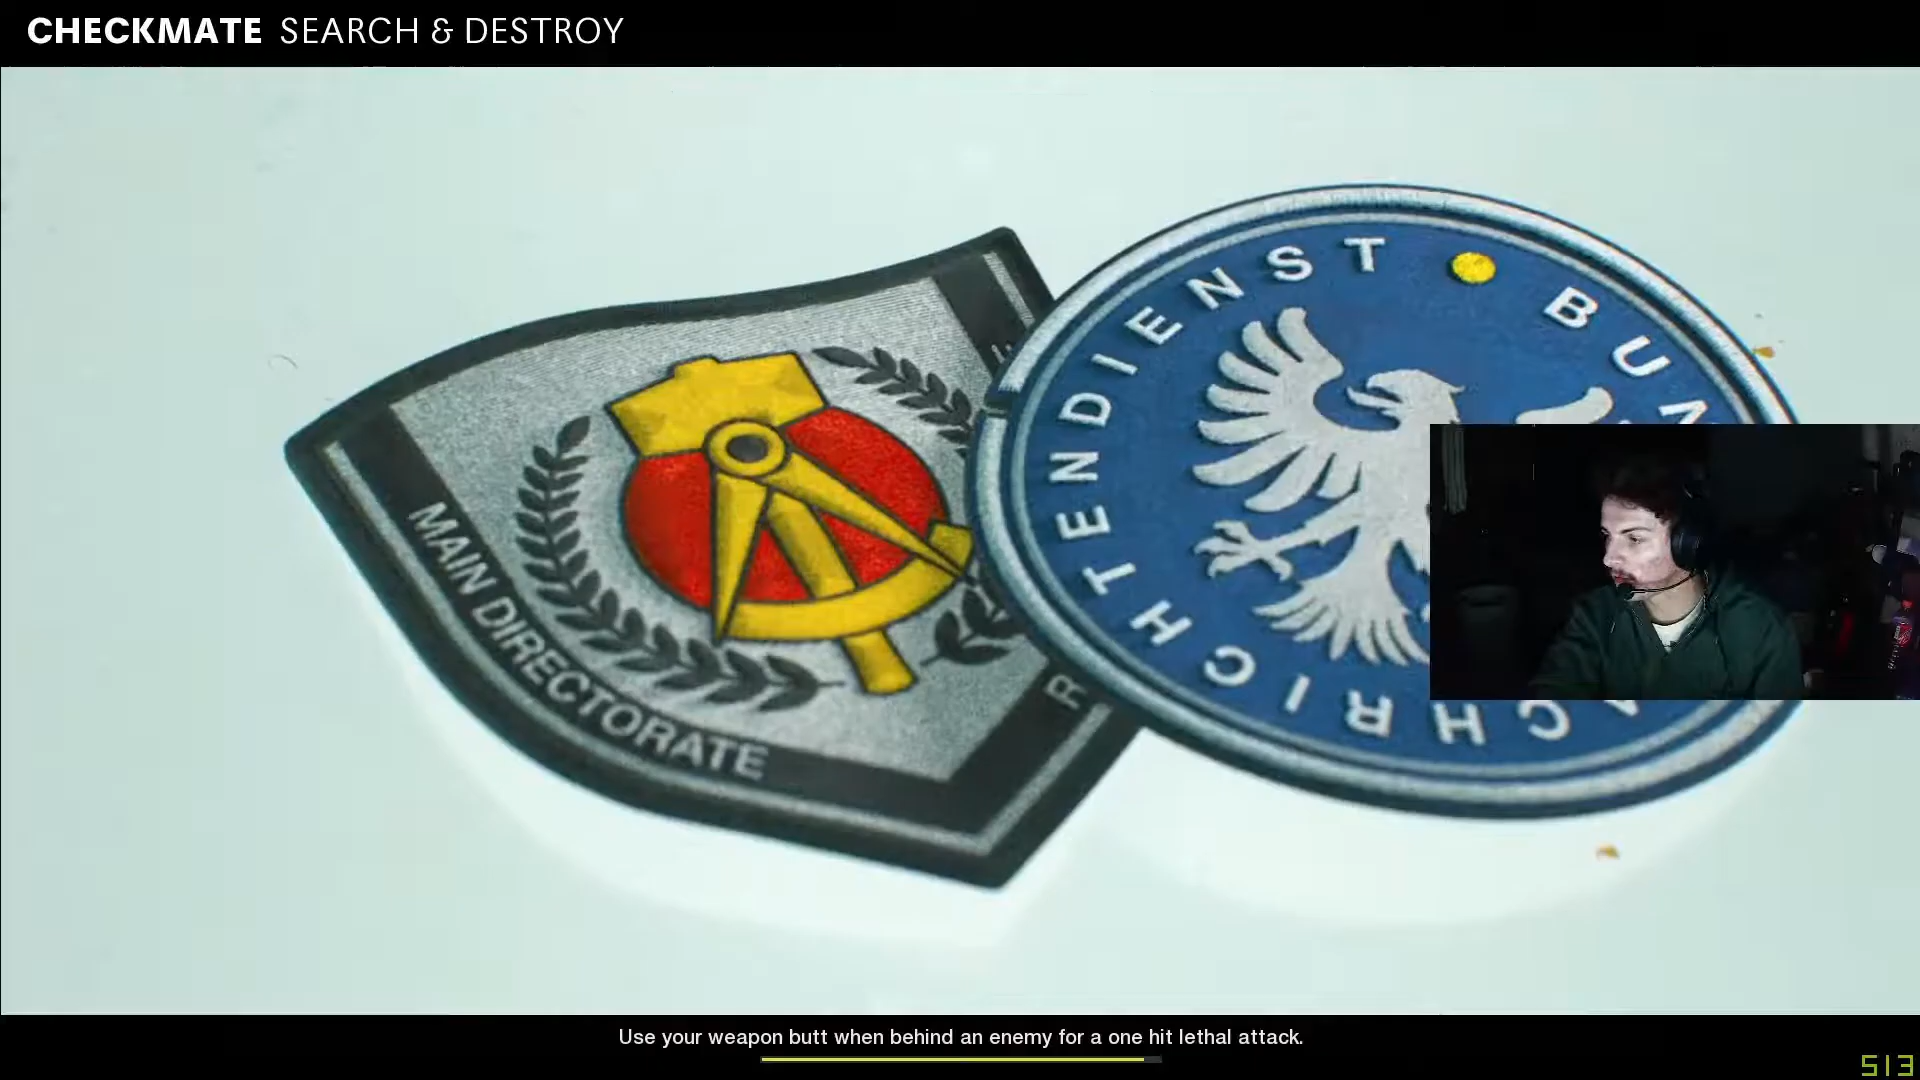 CHECKMATE SEARCH & DESTROY
MAIN DIRECTORATE
R
NACHRICHTENDIENST • BUN
Use your weapon butt when behind an enemy for a one hit lethal attack.
513